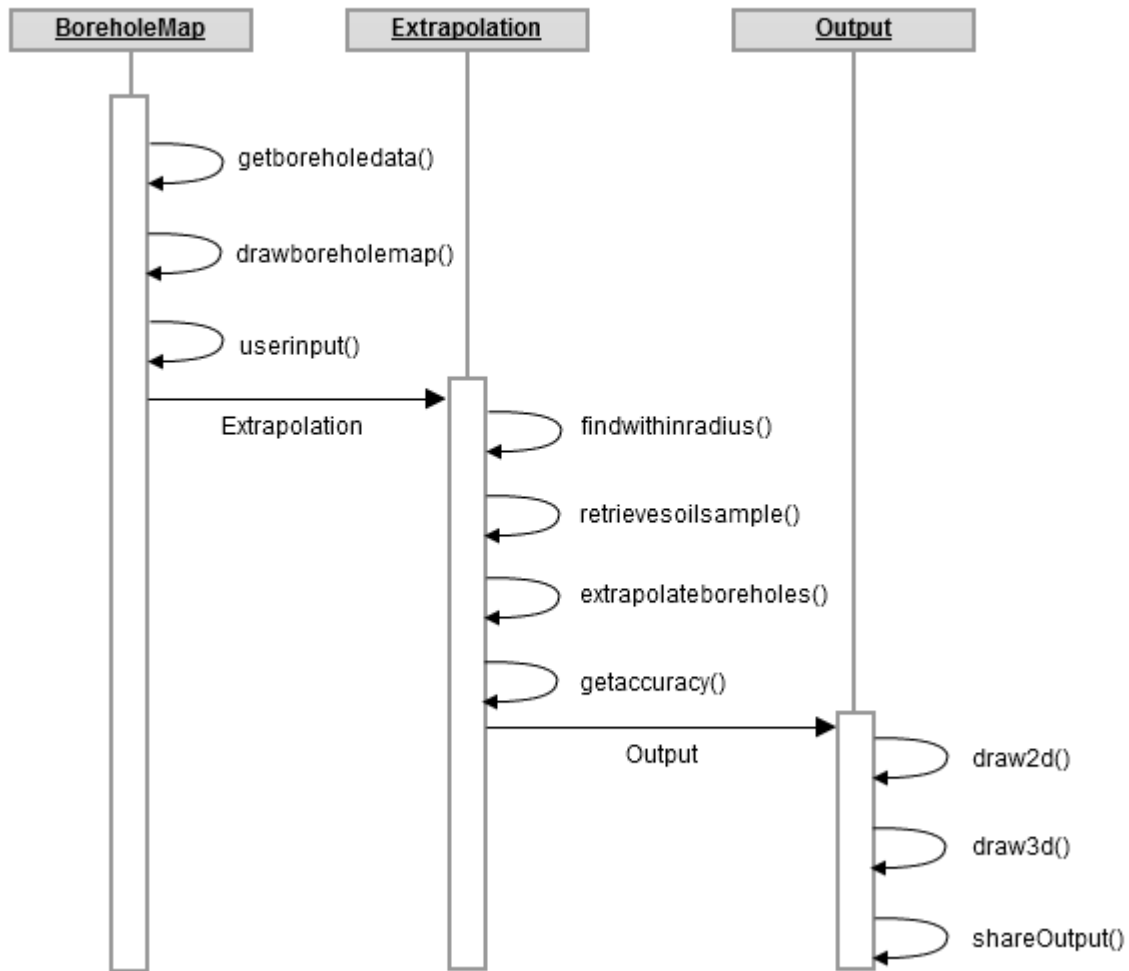 BoreholeMap
Extrapolation
Output
getboreholedata()
drawboreholemap()
userinput()
Extrapolation
findwithinradius()
retrievesoilsample()
extrapolateboreholes()
getaccuracy()
Output
draw2d()
draw3d()
shareOutput()